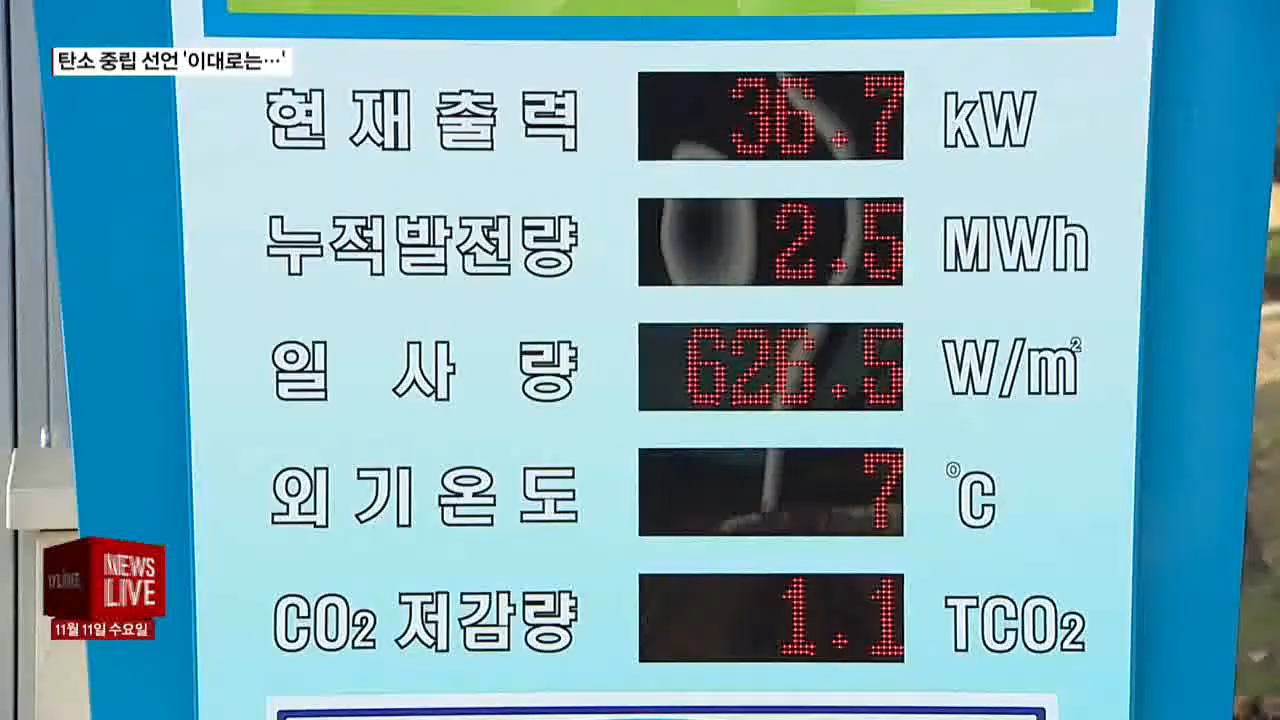 탄소 중립 선언 '이대로는…'
현재출력 36.7 kW
누적발전량 2.5 MWh
일사량 626.5 W/m²
외기온도 7 °C
CO₂ 저감량 1.1 TCO₂
NEWS
LIVE
11월 11일 수요일